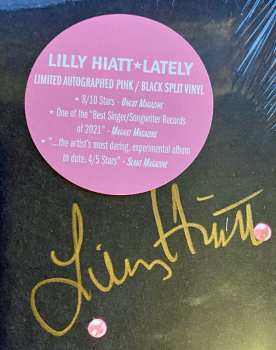 LILLY HIATT★LATELY
LIMITED AUTOGRAPHED PINK / BLACK SPLIT VINYL
• 8/10 Stars - UNCUT MAGAZINE
• One of the "Best Singer/Songwriter Records
of 2021" - MAGNET MAGAZINE
• "....the artist's most daring, experimental album
to date. 4/5 Stars" - SLANT MAGAZINE
Lilly Hiatt